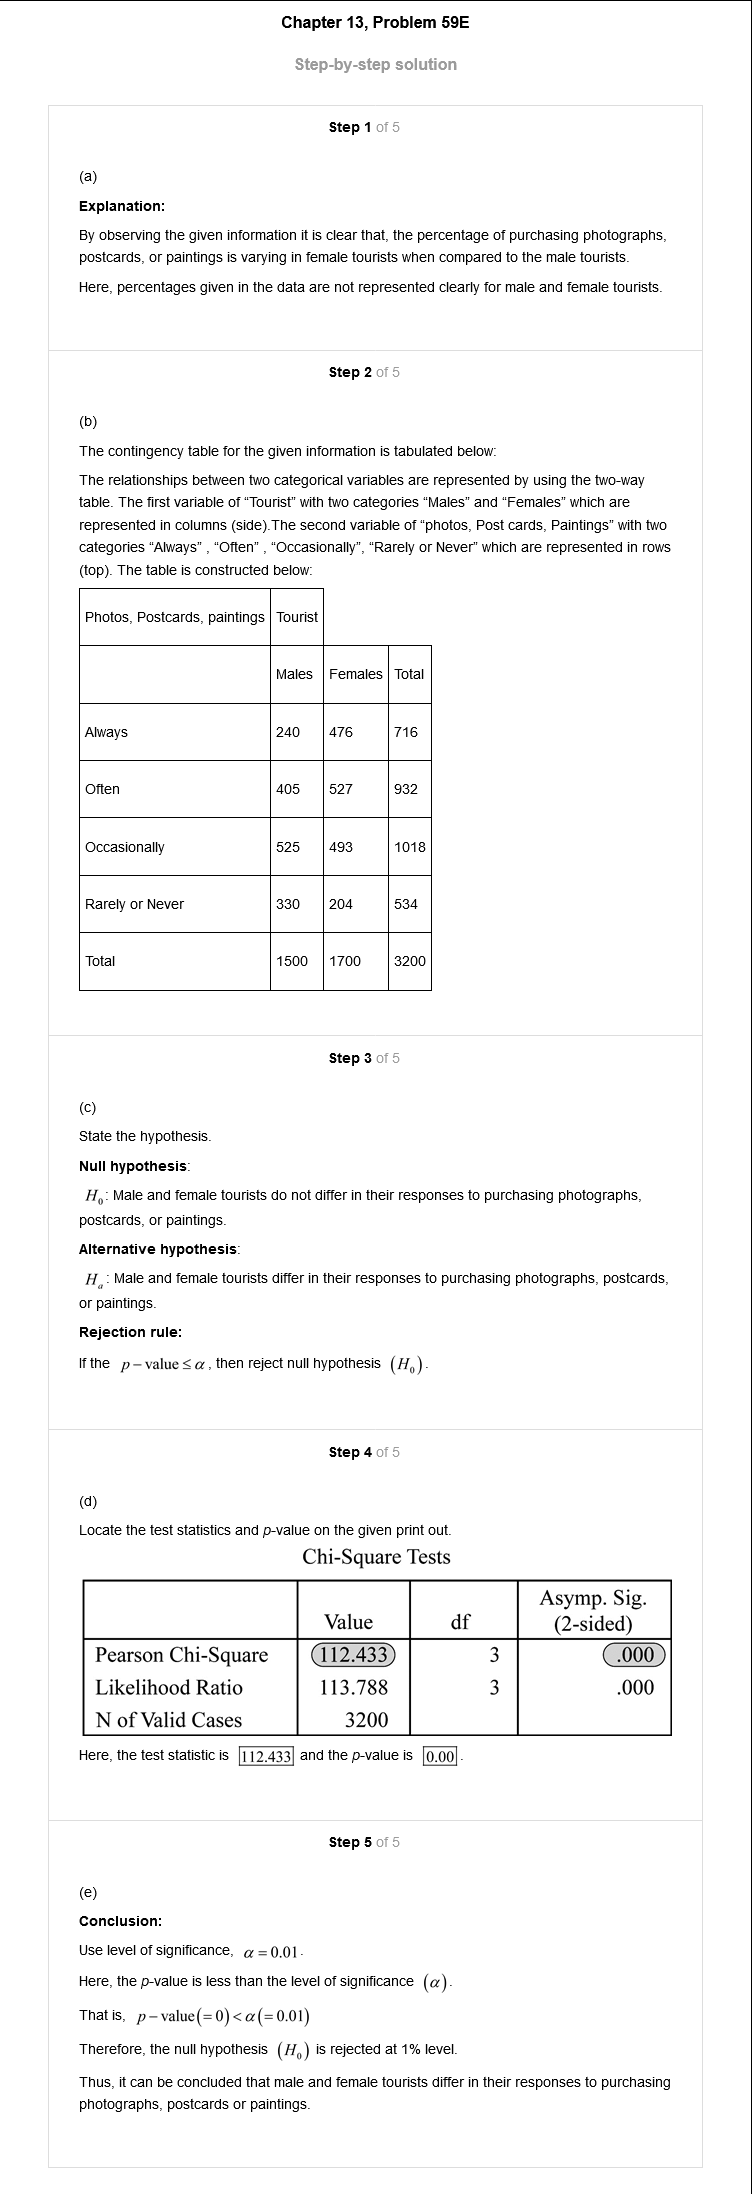 Chapter 13, Problem 59E
Step-by-step solution
Step 1 of 5
(a)
Explanation:
By observing the given information it is clear that, the percentage of purchasing photographs,
postcards, or paintings is varying in female tourists when compared to the male tourists.
Here, percentages given in the data are not represented clearly for male and female tourists.
Step 2 of 5
(b)
The contingency table for the given information is tabulated below:
The relationships between two categorical variables are represented by using the two-way
table. The first variable of “Tourist” with two categories “Males” and “Females” which are
represented in columns (side).The second variable of “photos, Post cards, Paintings” with two
categories “Always” , “Often” , “Occasionally”, “Rarely or Never” which are represented in rows
(top). The table is constructed below:
Photos, Postcards, paintings Tourist
Males Females Total
Always 240 476 716
Often 405 527 932
Occasionally 525 493 1018
Rarely or Never 330 204 534
Total 1500 1700 3200
Step 3 of 5
(c)
State the hypothesis.
Null hypothesis:
H₀: Male and female tourists do not differ in their responses to purchasing photographs,
postcards, or paintings.
Alternative hypothesis:
Hₐ: Male and female tourists differ in their responses to purchasing photographs, postcards,
or paintings.
Rejection rule:
If the p – value ≤ α, then reject null hypothesis (H₀).
Step 4 of 5
(d)
Locate the test statistics and p-value on the given print out.
Chi-Square Tests
Value df Asymp. Sig. (2-sided)
Pearson Chi-Square 112.433 3 .000
Likelihood Ratio 113.788 3 .000
N of Valid Cases 3200
Here, the test statistic is 112.433 and the p-value is 0.00.
Step 5 of 5
(e)
Conclusion:
Use level of significance, α = 0.01.
Here, the p-value is less than the level of significance (α).
That is, p – value(= 0) < α(= 0.01)
Therefore, the null hypothesis (H₀) is rejected at 1% level.
Thus, it can be concluded that male and female tourists differ in their responses to purchasing
photographs, postcards or paintings.